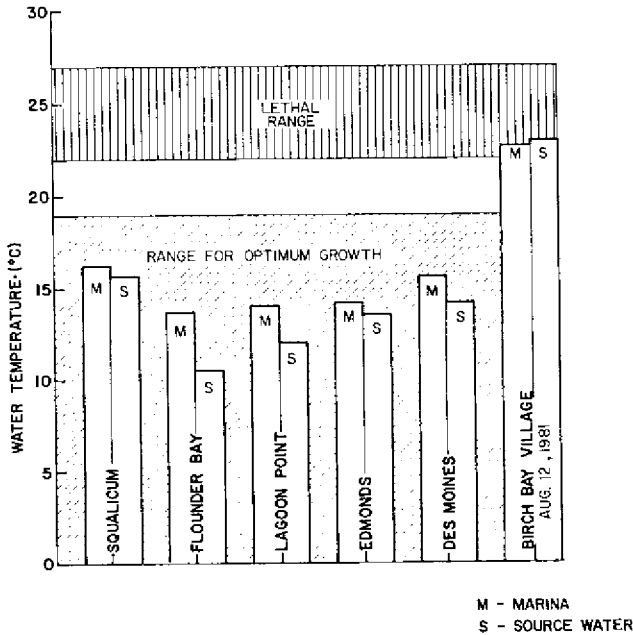 30
25
20
15
10
5
0
WATER TEMPERATURE (°C)
LETHAL
RANGE
RANGE FOR OPTIMUM GROWTH
M S
M S
M S
M S
M S
M S
SQUALICUM
FLOUNDER BAY
LAGOON POINT
EDMONDS
DES MOINES
BIRCH BAY VILLAGE
AUG. 12, 1981
M - MARINA
S - SOURCE WATER